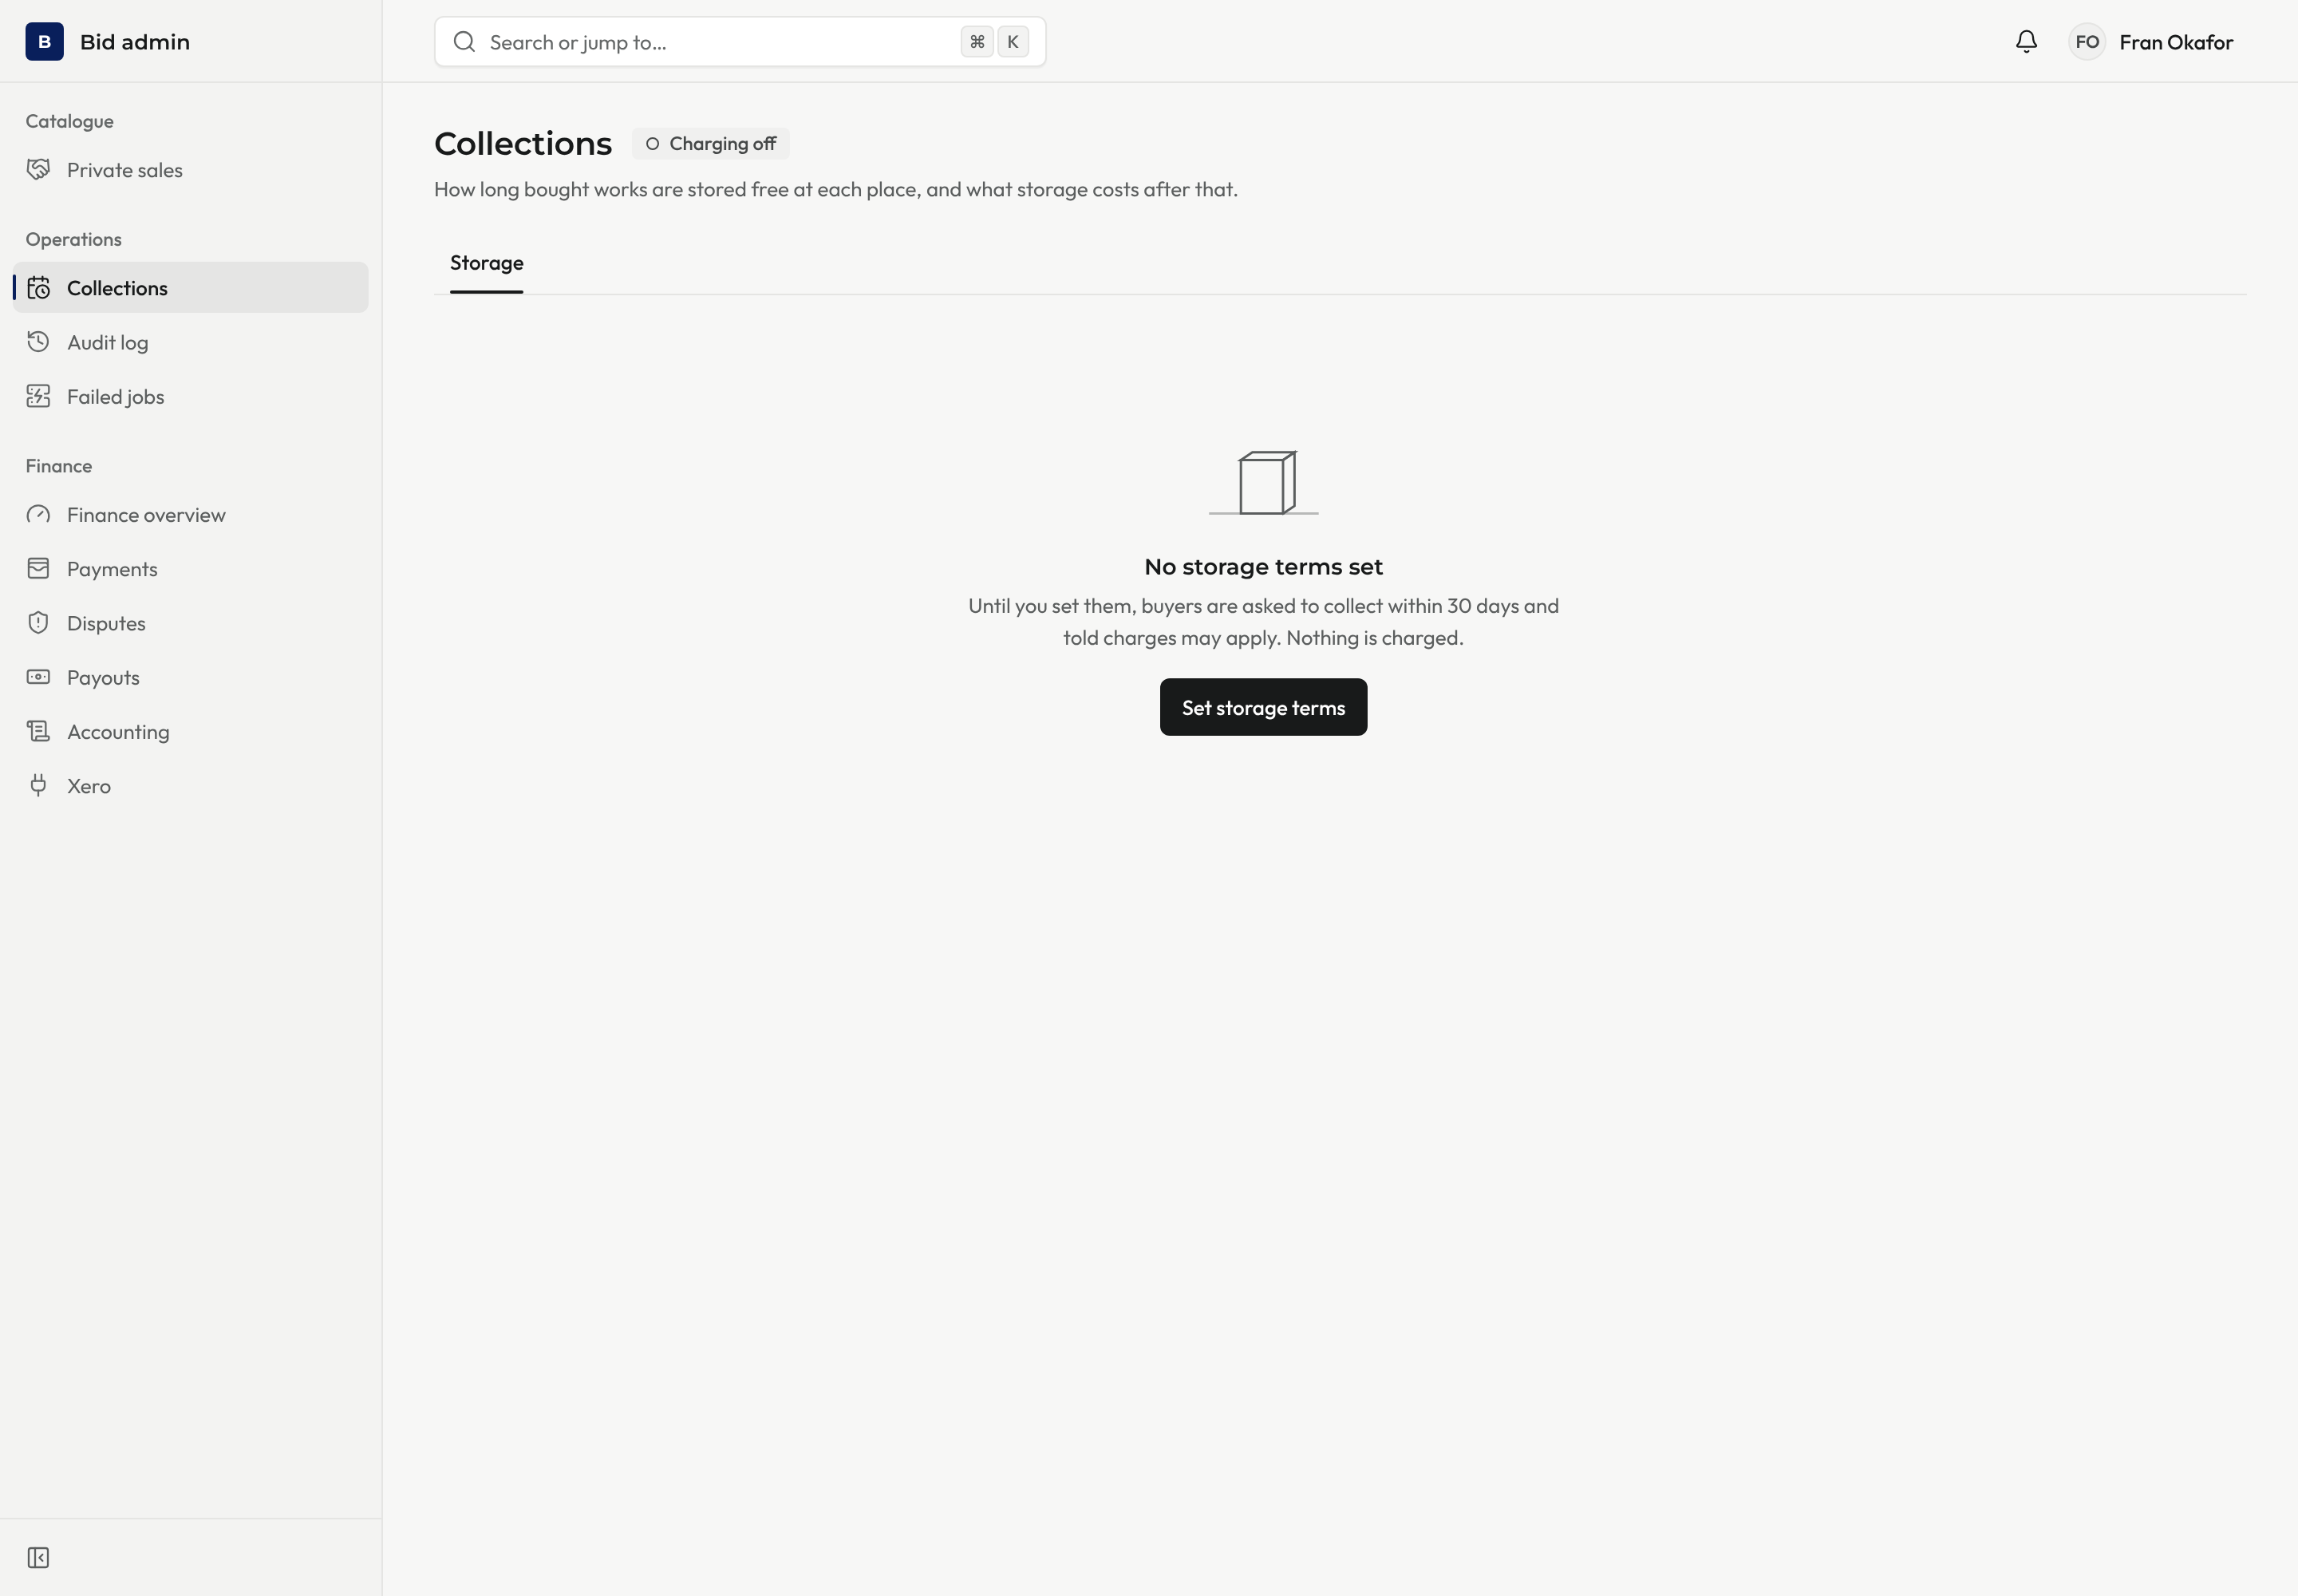 B Bid admin
Search or jump to...
⌘ K
FO Fran Okafor
Catalogue
Private sales
Operations
Collections
Audit log
Failed jobs
Finance
Finance overview
Payments
Disputes
Payouts
Accounting
Xero
Collections
Charging off
How long bought works are stored free at each place, and what storage costs after that.
Storage
No storage terms set
Until you set them, buyers are asked to collect within 30 days and
told charges may apply. Nothing is charged.
Set storage terms